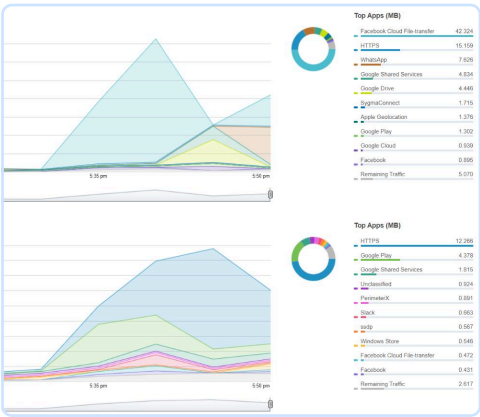 Top Apps (MB)
Facebook Cloud File-transfer 42.324
HTTPS 15.159
WhatsApp 7.626
Google Shared Services 4.834
Google Drive 4.446
SygmaConnect 1.715
Apple Geolocation 1.376
Google Play 1.302
Google Cloud 0.939
Facebook 0.895
Remaining Traffic 5.070
5:35 pm 5:50 pm
Top Apps (MB)
HTTPS 12.266
Google Play 4.378
Google Shared Services 1.815
Unclassified 0.924
PerimeterX 0.891
Slack 0.663
ssdp 0.567
Windows Store 0.546
Facebook Cloud File-transfer 0.472
Facebook 0.431
Remaining Traffic 2.617
5:35 pm 5:50 pm